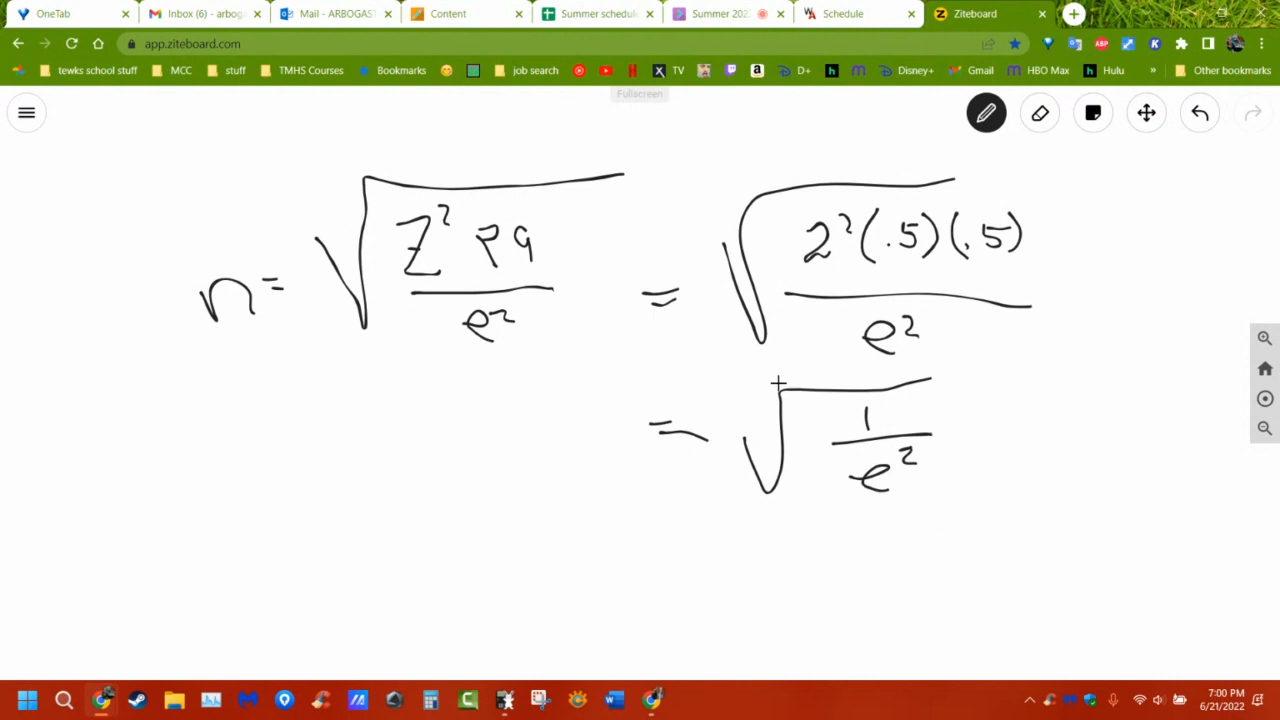 OneTab Inbox (6) - arbog Mail - ARBOGAST Content Summer schedule Summer 202 Schedule Ziteboard
app.ziteboard.com
tewks school stuff MCC stuff TMHS Courses Bookmarks job search TV D+ Disney+ Gmail HBO Max Hulu » Other bookmarks
Fullscreen
n = √(Z² pq / e²) = √(2²(.5)(.5) / e²)
= √(1 / e²)
7:00 PM
6/21/2022